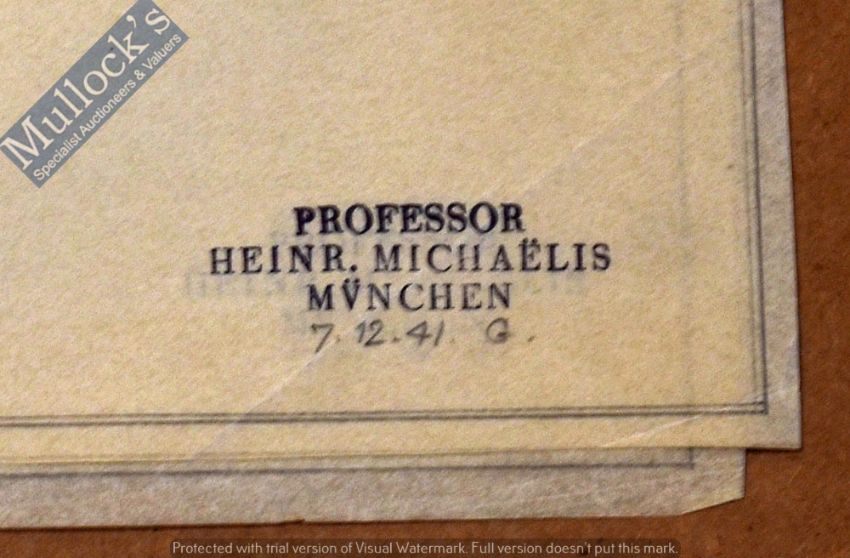 Mullock's
Specialist Auctioneers & Valuers
PROFESSOR
HEINR. MICHAËLIS
MVNCHEN
7. 12. 41. G.
Protected with trial version of Visual Watermark. Full version doesn't put this mark.